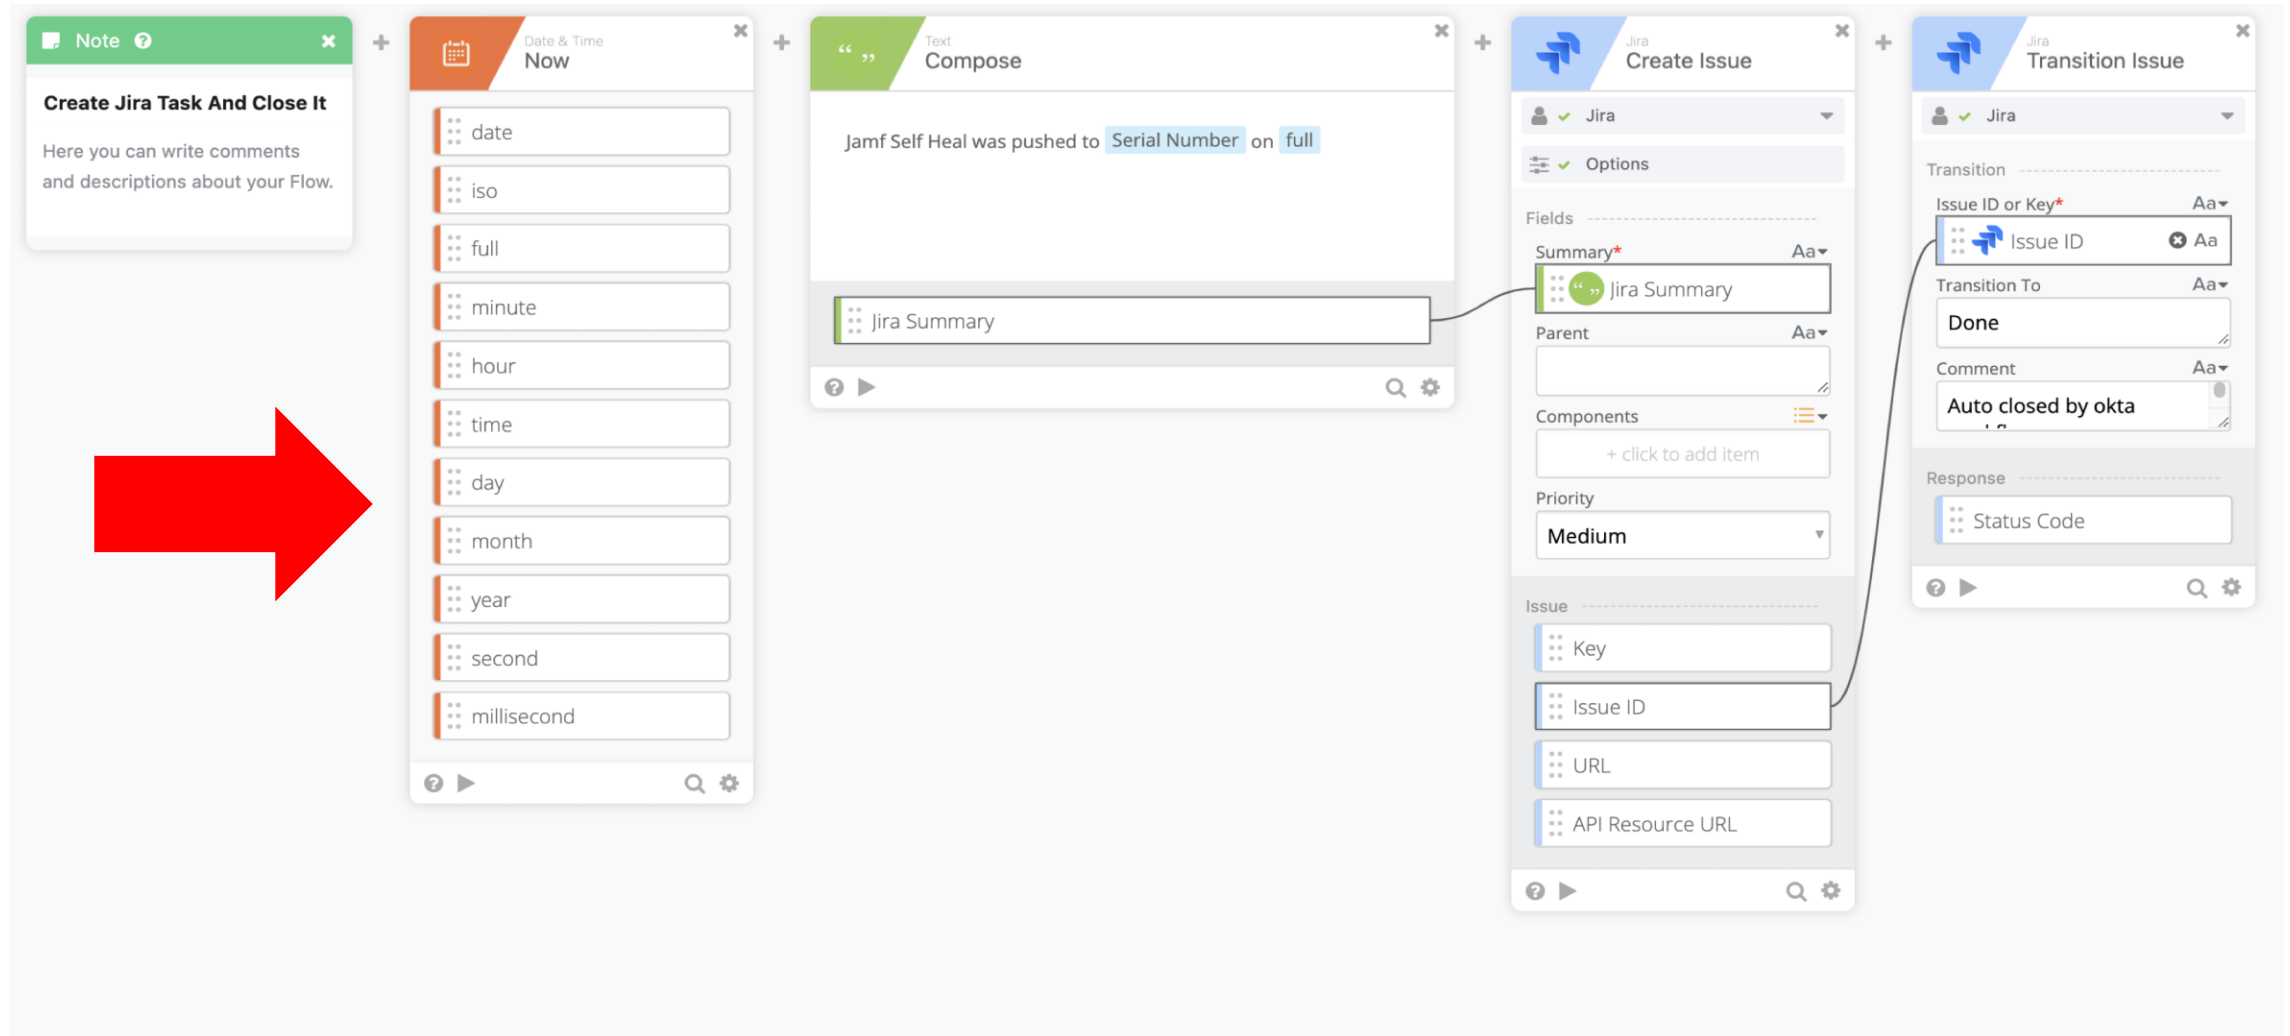 Note
Create Jira Task And Close It
Here you can write comments
and descriptions about your Flow.
Date & Time
Now
date
iso
full
minute
hour
time
day
month
year
second
millisecond
Text
Compose
Jamf Self Heal was pushed to Serial Number on full
Jira Summary
Jira
Create Issue
Jira
Options
Fields
Summary* Aa
Jira Summary
Parent Aa
Components
+ click to add item
Priority
Medium
Issue
Key
Issue ID
URL
API Resource URL
Jira
Transition Issue
Jira
Transition
Issue ID or Key* Aa
Issue ID Aa
Transition To Aa
Done
Comment Aa
Auto closed by okta
Response
Status Code